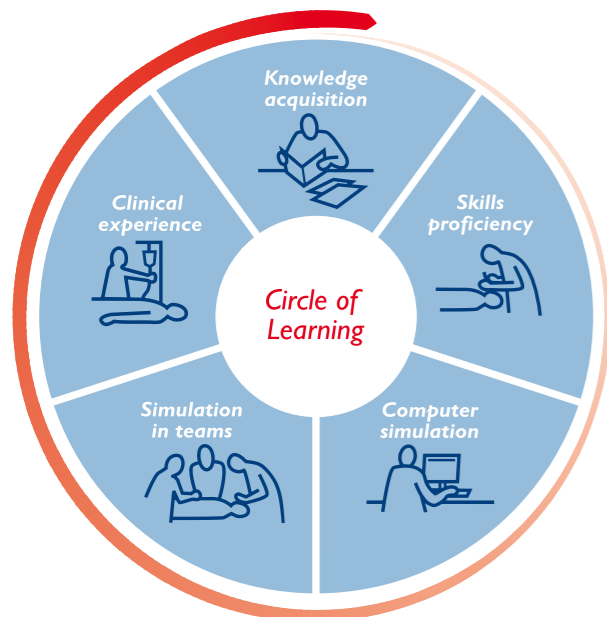 Knowledge
acquisition
Skills
proficiency
Computer
simulation
Simulation
in teams
Clinical
experience
Circle of
Learning